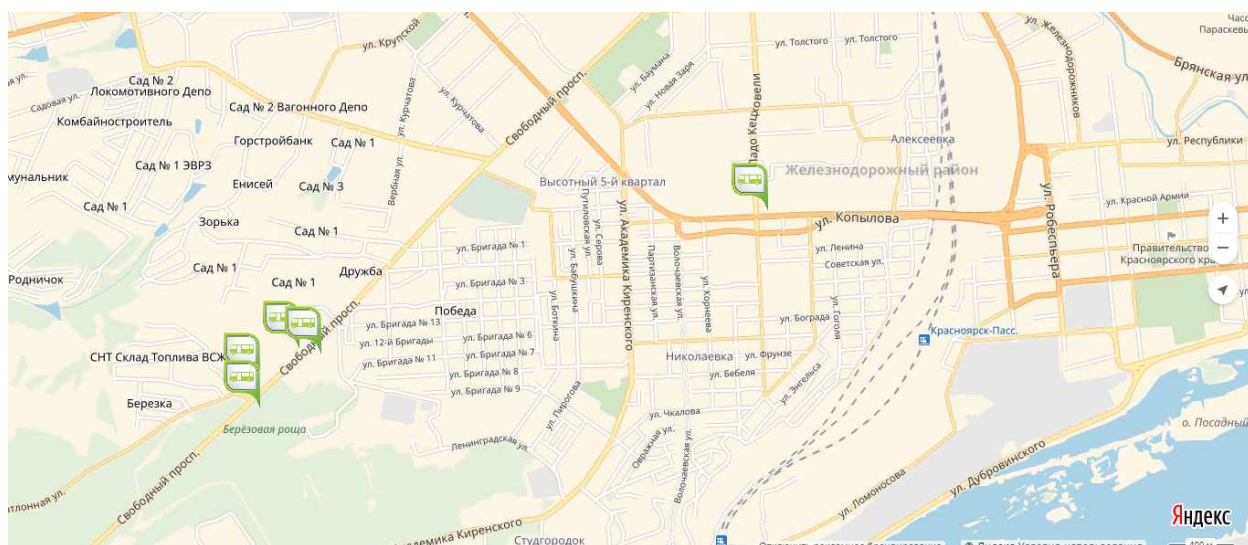 ул. Толстого
ул. Толстого
Час
Параскевы
ул. Крупской
ул. Баумана
ул. Новая Заря
ул. Железнодорожников
Брянская ул.
Сад № 2
Локомотивного Депо
Садовая ул.
Сад № 2 Вагонного Депо
ул. Курчатова
ул. Курчатова
Свободный просп.
Комбайностроитель
Горстройбанк
Сад № 1
Алексеевка
ул. Республики
Сад № 1 ЭВРЗ
мунальник
Енисей
Сад № 3
Вербная ул.
Высотный 5-й квартал
Путиловская ул.
ул. Серова
ул. Академика Киренского
Ладо Кецховели
Железнодорожный район
ул. Красной Армии
Сад № 1
Зорька
Сад № 1
ул. Копылова
ул. Робеспьера
+
−
ул. Бригада № 1
ул. Бабушкина
Партизанская ул.
Волочаевская ул.
ул. Корнеева
ул. Ленина
Советская ул.
Правительство
Красноярского кра
Родничок
Сад № 1
Дружба
Сад № 1
ул. Бригада № 3
ул. Боткина
Победа
ул. Бригада № 13
ул. Бригада № 6
ул. 12-й Бригады
ул. Бригада № 7
ул. Бригада № 11
ул. Бригада № 8
ул. Бригада № 9
ул. Бограда
ул. Гоголя
Красноярск-Пасс.
СНТ Склад Топлива ВСЖ
Свободный просп.
Николаевка
ул. Фрунзе
ул. Бебеля
ул. Энгельса
Березка
Берёзовая роща
ул. Пирогова
ул. Чкалова
Ленинградская ул.
Овражная ул.
Волочаевская ул.
о. Посадный
Свободный просп.
ул. Ломоносова
ул. Дубровинского
Яндекс
адемика Киренского
Студгородок
400 м